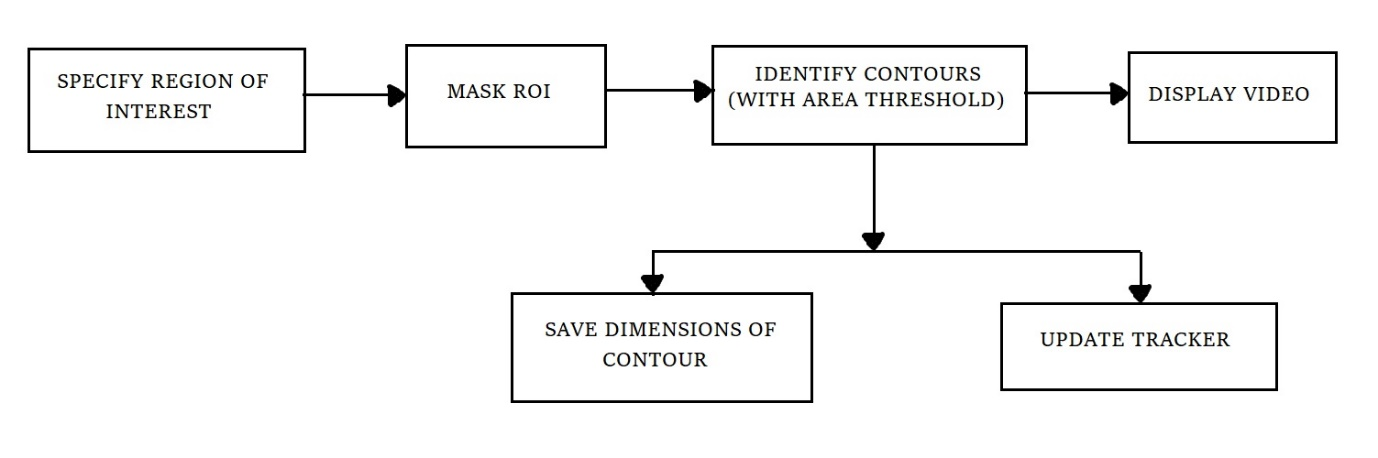 SPECIFY REGION OF
INTEREST
MASK ROI
IDENTIFY CONTOURS
(WITH AREA THRESHOLD)
DISPLAY VIDEO
SAVE DIMENSIONS OF
CONTOUR
UPDATE TRACKER